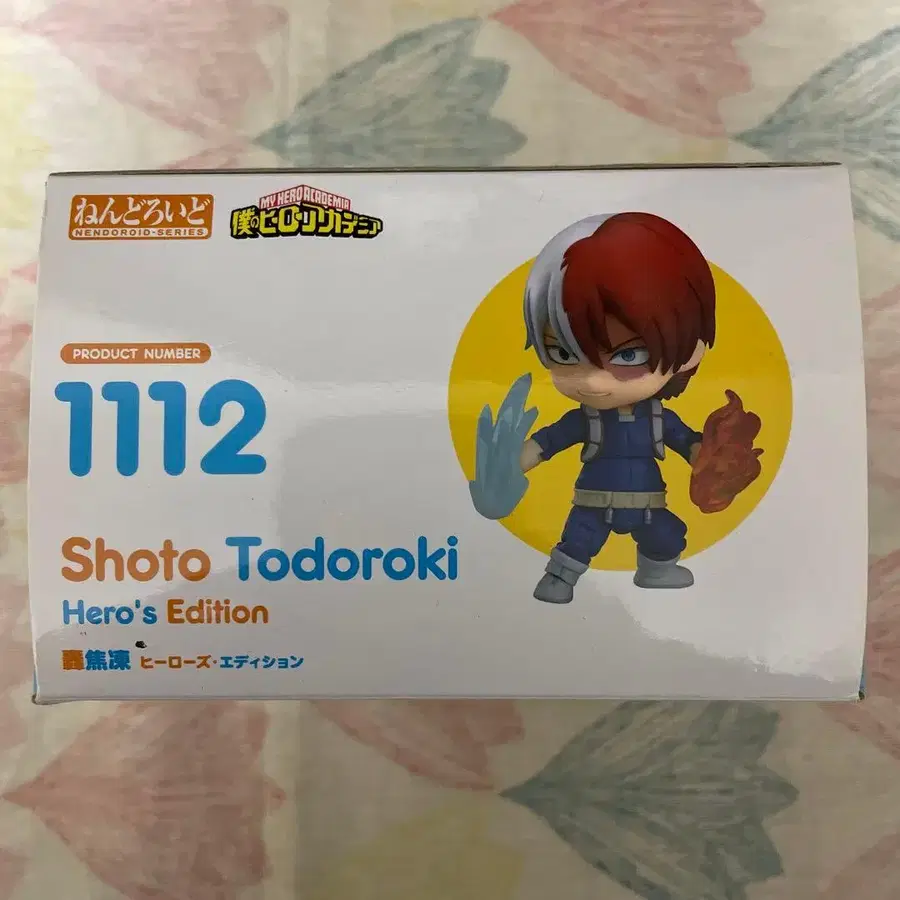 ねんどろいど
NENDOROID-SERIES
MY HERO ACADEMIA
僕のヒーローアカデミア
PRODUCT NUMBER
1112
Shoto Todoroki
Hero's Edition
轟焦凍 ヒーローズ・エディション